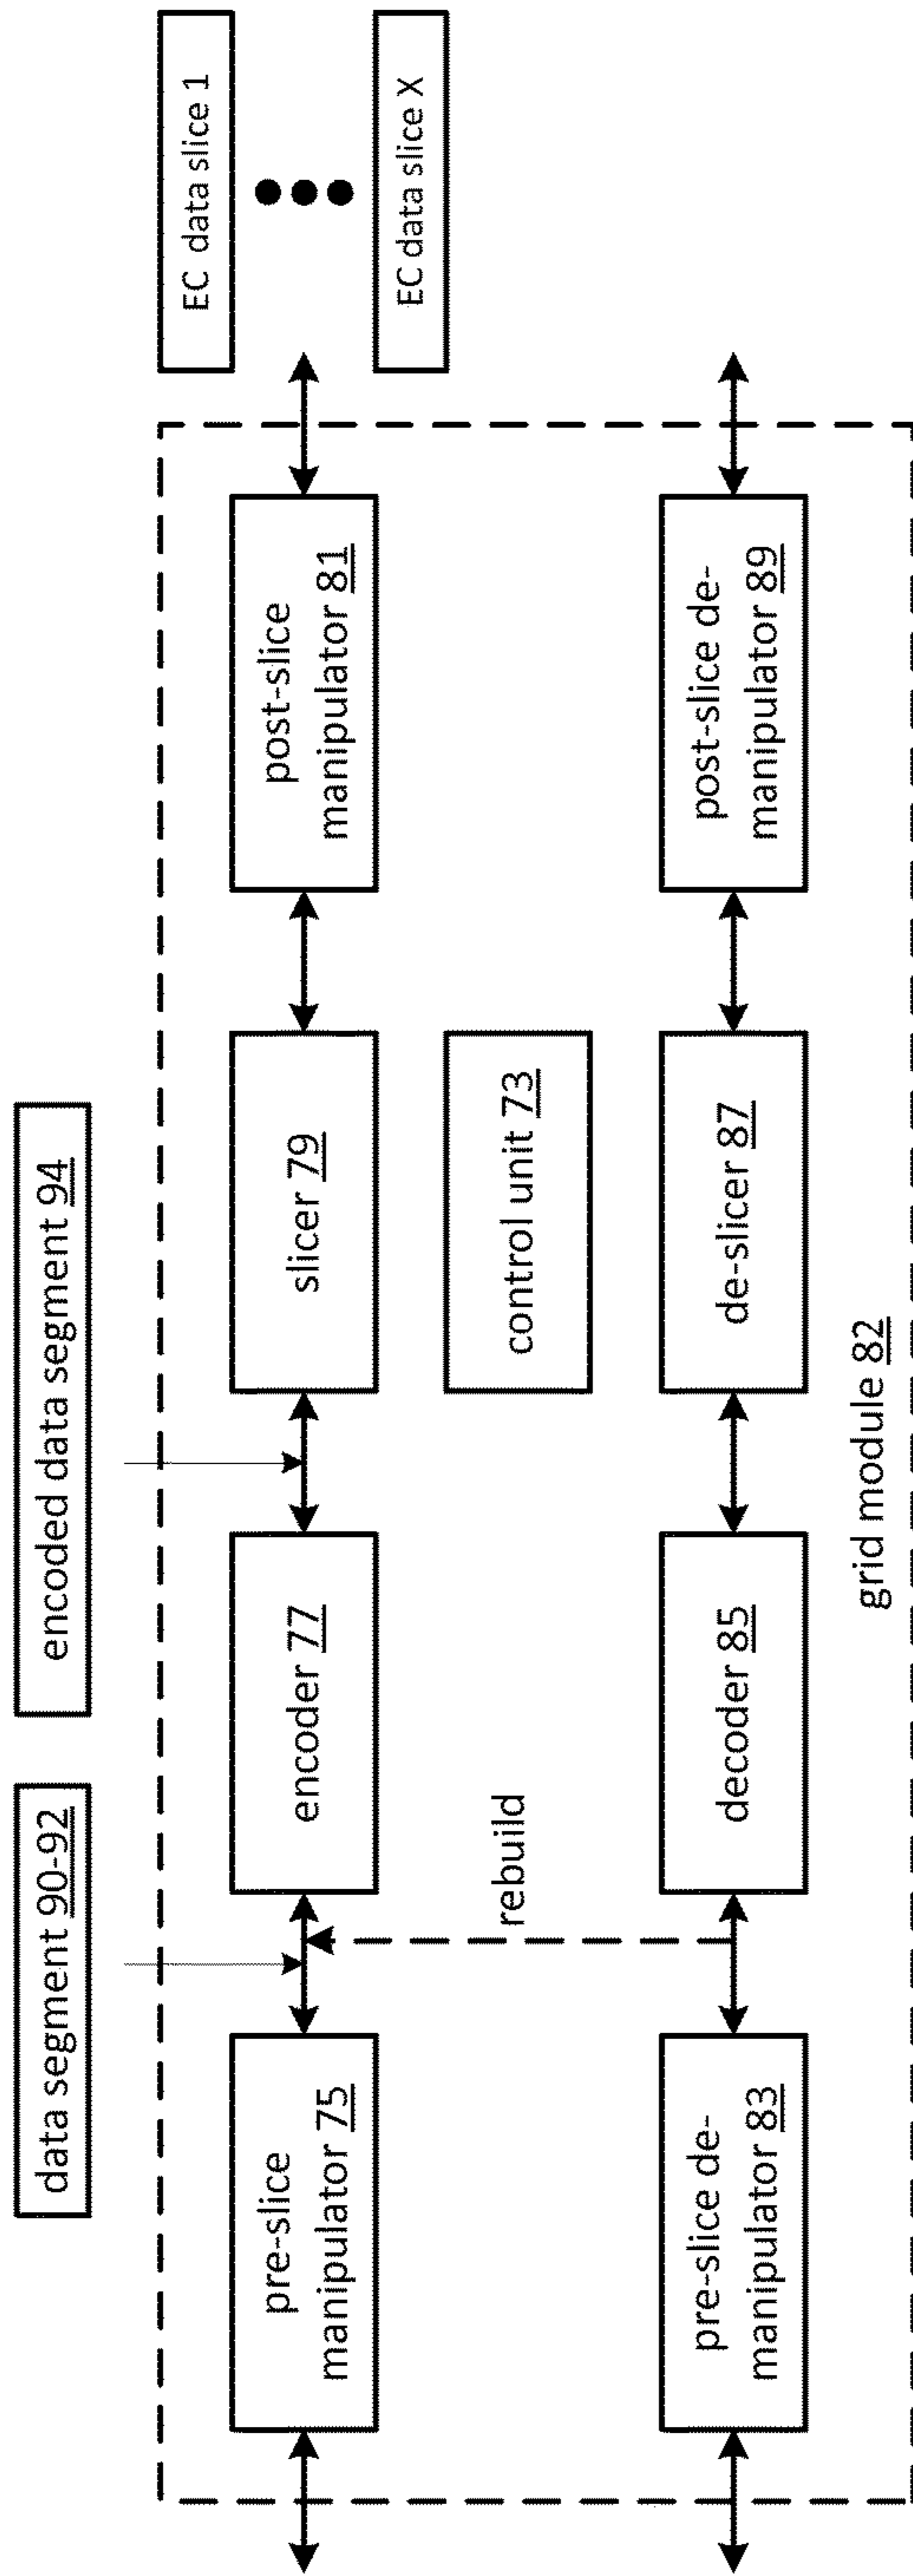 data segment 90-92
encoded data segment 94
pre-slice
manipulator 75
encoder 77
slicer 79
post-slice
manipulator 81
EC data slice 1
EC data slice X
rebuild
control unit 73
pre-slice de-
manipulator 83
decoder 85
de-slicer 87
post-slice de-
manipulator 89
grid module 82